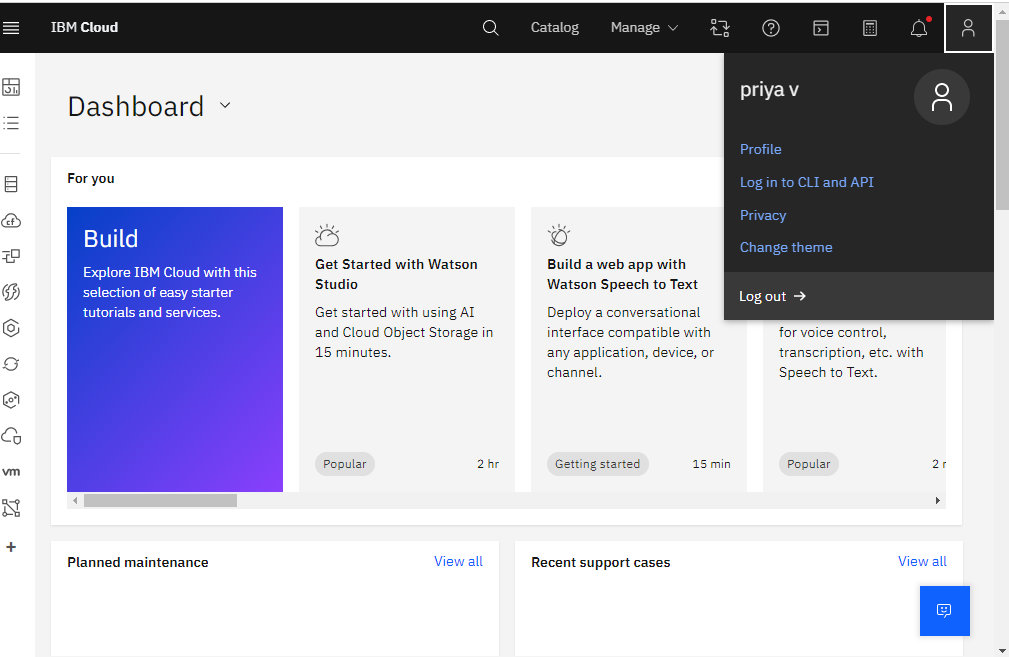 IBM Cloud
Catalog
Manage
priya v
Profile
Log in to CLI and API
Privacy
Change theme
Log out
Dashboard
For you
Build
Explore IBM Cloud with this
selection of easy starter
tutorials and services.
Get Started with Watson
Studio
Get started with using AI
and Cloud Object Storage in
15 minutes.
Popular
2 hr
Build a web app with
Watson Speech to Text
Deploy a conversational
interface compatible with
any application, device, or
channel.
Getting started
15 min
for voice control,
transcription, etc. with
Speech to Text.
Popular
2
cf
vm
Planned maintenance
View all
Recent support cases
View all